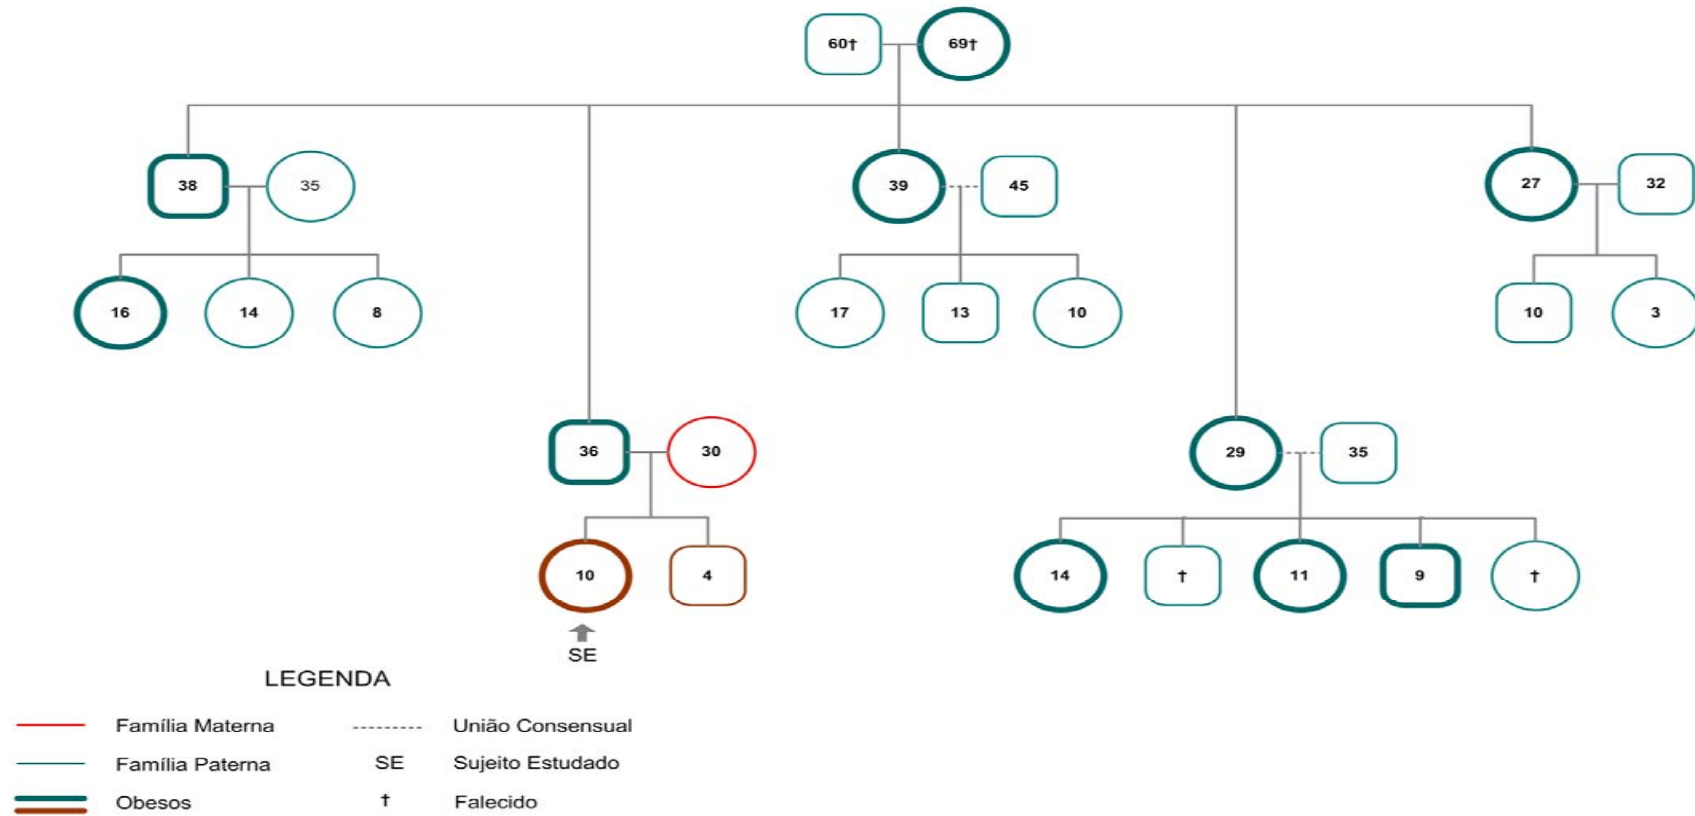 60† 69†
38 35 39 45 27 32
16 14 8 17 13 10 10 3
36 30 29 35
10 4 14 † 11 9 †
SE
LEGENDA
Família Materna União Consensual
Família Paterna SE Sujeito Estudado
Obesos † Falecido